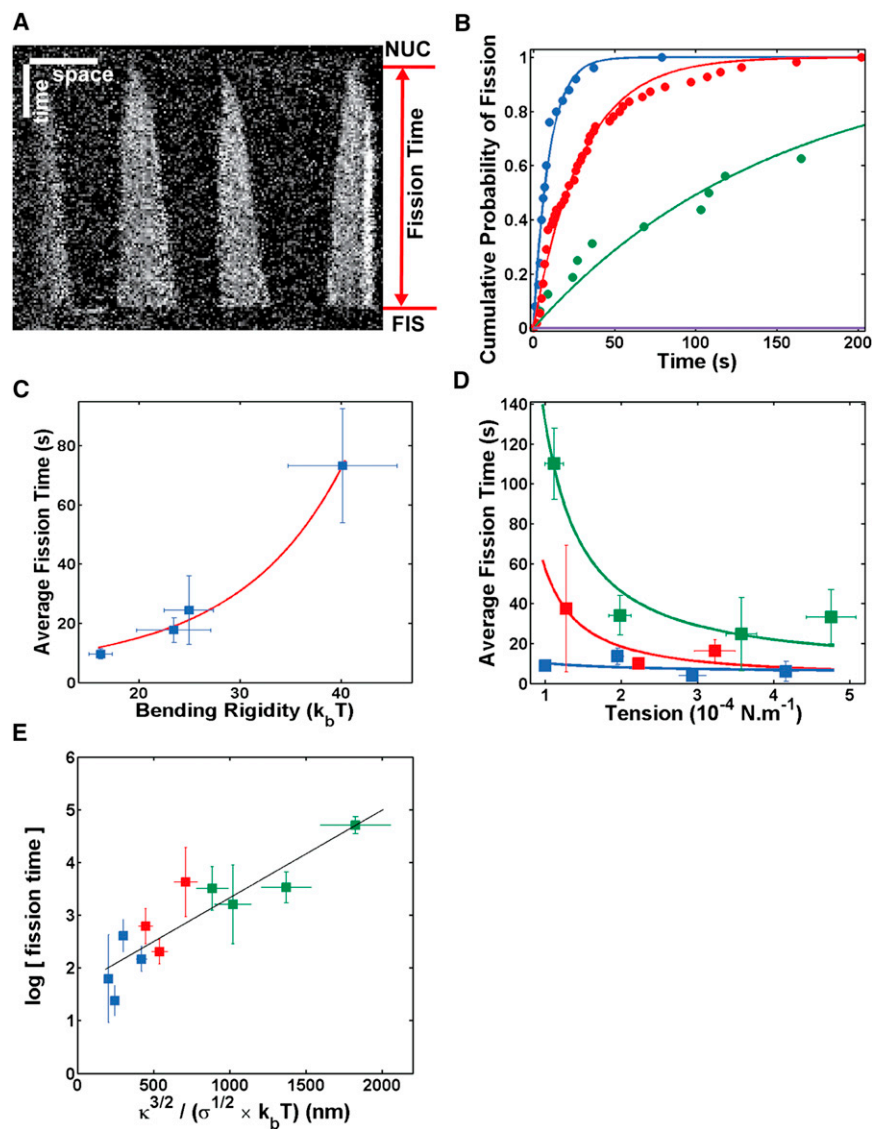 A
NUC
space
time
Fission Time
FIS
B
Cumulative Probability of Fission
1
0.8
0.6
0.4
0.2
0
0 50 100 150 200
Time (s)
C
Average Fission Time (s)
80
60
40
20
0
20 30 40
Bending Rigidity (k_bT)
D
Average Fission Time (s)
140
120
100
80
60
40
20
0
1 2 3 4 5
Tension (10⁻⁴ N.m⁻¹)
E
log [ fission time ]
6
5
4
3
2
1
0
0 500 1000 1500 2000
κ^3/2 / (σ^1/2 × k_bT) (nm)